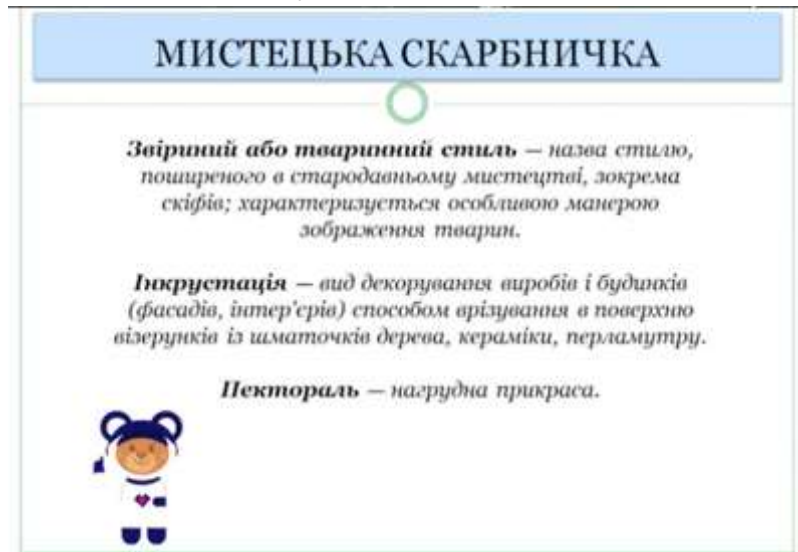 МИСТЕЦЬКА СКАРБНИЧКА
Звіриний або тваринний стиль — назва стилю,
поширеного в стародавньому мистецтві, зокрема
скіфів; характеризується особливою манерою
зображення тварин.
Інкрустація — вид декорування виробів і будинків
(фасадів, інтер'єрів) способом врізування в поверхню
візерунків із шматочків дерева, кераміки, перламутру.
Пектораль — нагрудна прикраса.